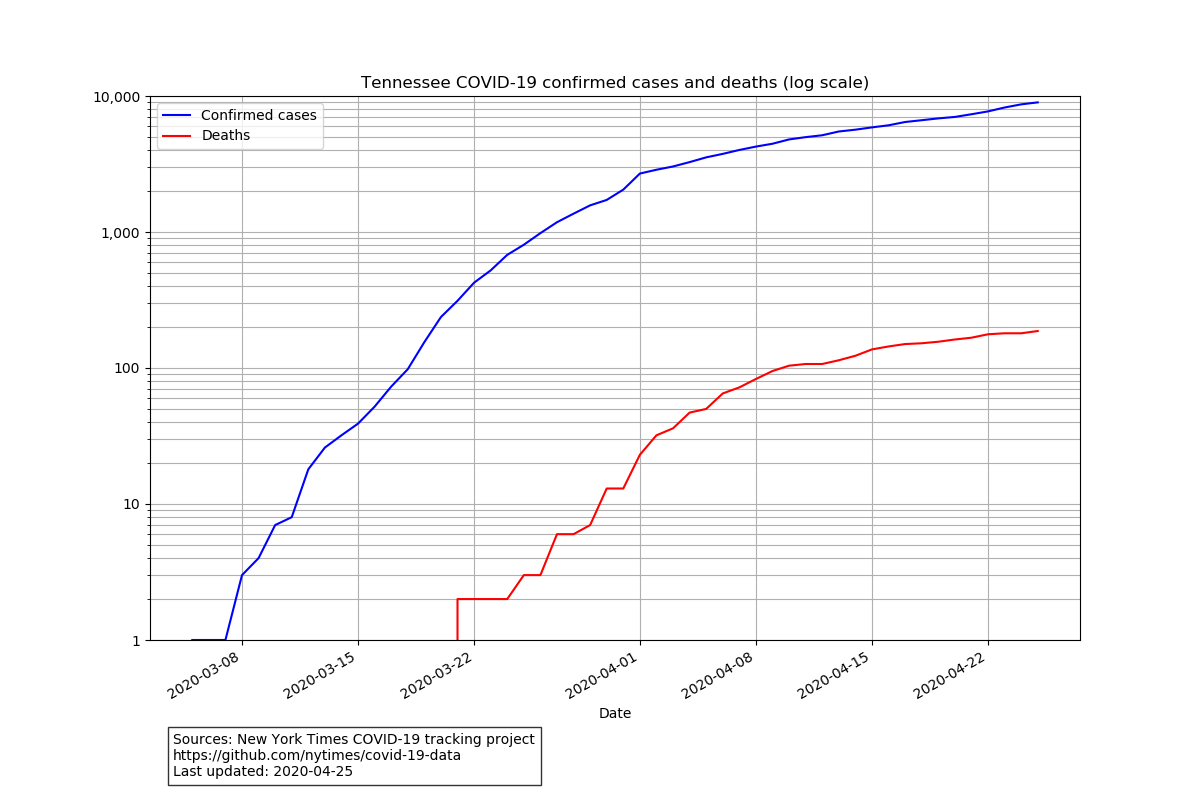 Tennessee COVID-19 confirmed cases and deaths (log scale)
10,000
1,000
100
10
1
Confirmed cases
Deaths
2020-03-08
2020-03-15
2020-03-22
2020-04-01
2020-04-08
2020-04-15
2020-04-22
Date
Sources: New York Times COVID-19 tracking project
https://github.com/nytimes/covid-19-data
Last updated: 2020-04-25